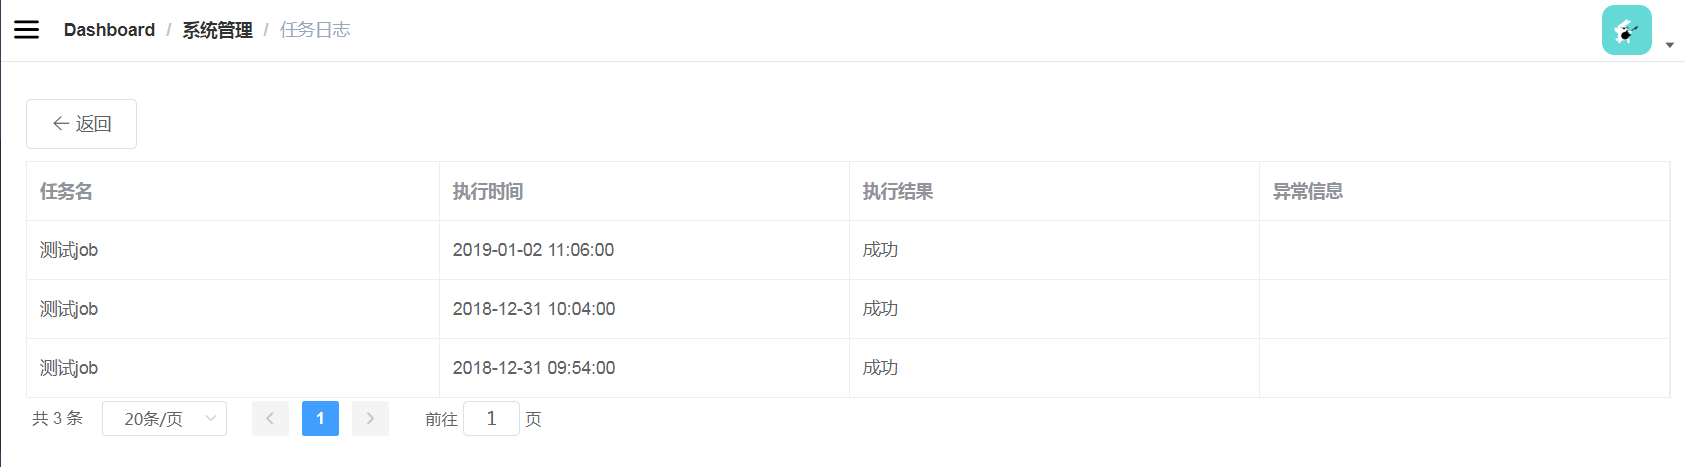 Dashboard / 系统管理 / 任务日志
返回
任务名 执行时间 执行结果 异常信息
测试job 2019-01-02 11:06:00 成功
测试job 2018-12-31 10:04:00 成功
测试job 2018-12-31 09:54:00 成功
共 3 条 20条/页 1 前往 1 页